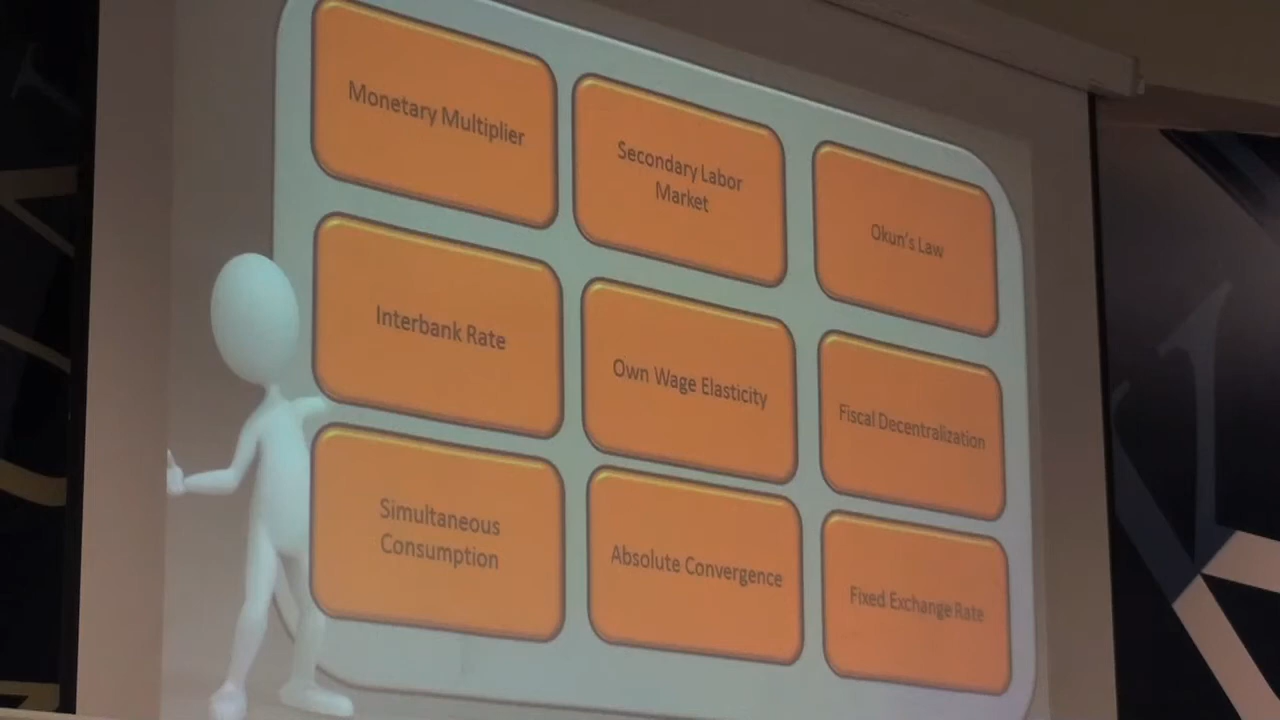 Monetary Multiplier
Secondary Labor
Market
Okun's Law
Interbank Rate
Own Wage Elasticity
Fiscal Decentralization
Simultaneous
Consumption
Absolute Convergence
Fixed Exchange Rate